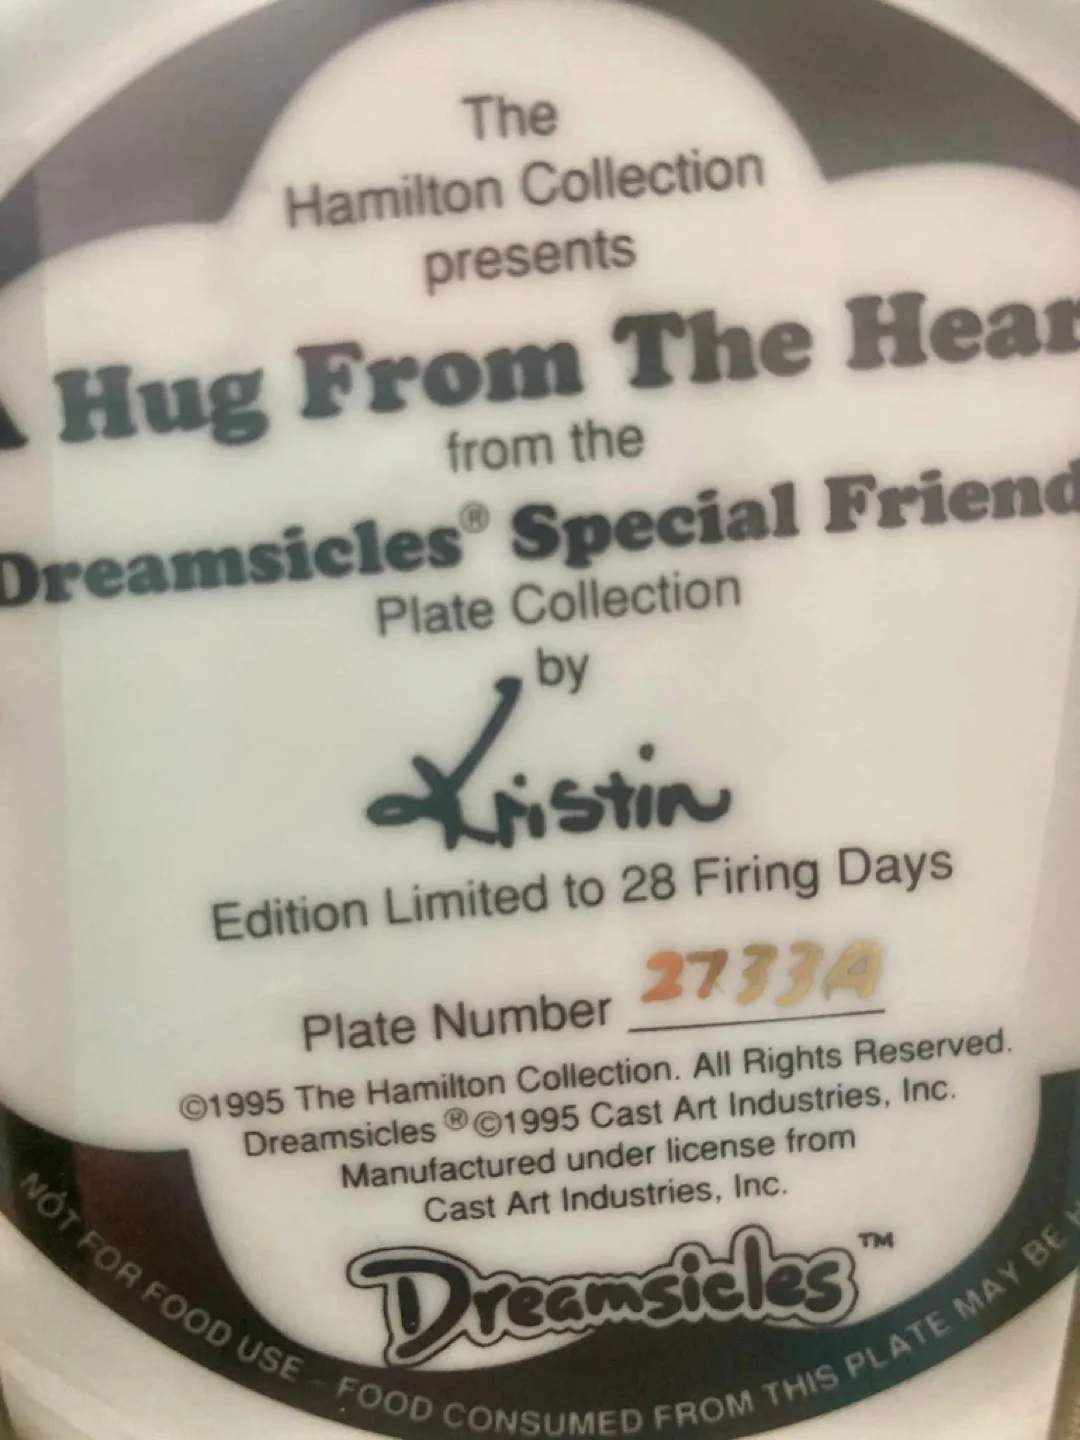 The
Hamilton Collection
presents
A Hug From The Hear
from the
Dreamsicles® Special Friend
Plate Collection
by
Kristin
Edition Limited to 28 Firing Days
Plate Number 2733A
©1995 The Hamilton Collection. All Rights Reserved.
Dreamsicles ®©1995 Cast Art Industries, Inc.
Manufactured under license from
Cast Art Industries, Inc.
Dreamsicles™
NOT FOR FOOD USE - FOOD CONSUMED FROM THIS PLATE MAY BE H